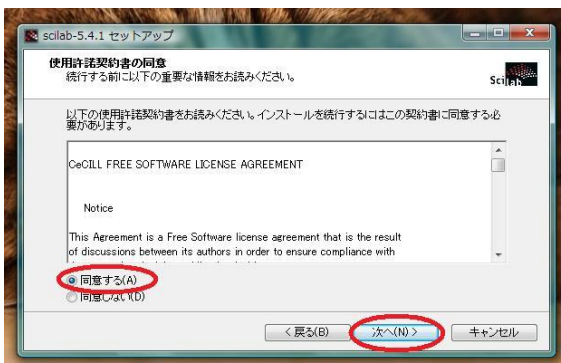 scilab-5.4.1 セットアップ
使用許諾契約書の同意
続行する前に以下の重要な情報をお読みください。
Scilab
以下の使用許諾契約書をお読みください。インストールを続行するにはこの契約書に同意する必
要があります。
CeCILL FREE SOFTWARE LICENSE AGREEMENT
Notice
This Agreement is a Free Software license agreement that is the result
of discussions between its authors in order to ensure compliance with
同意する(A)
同意しない(D)
< 戻る(B)
次へ(N) >
キャンセル